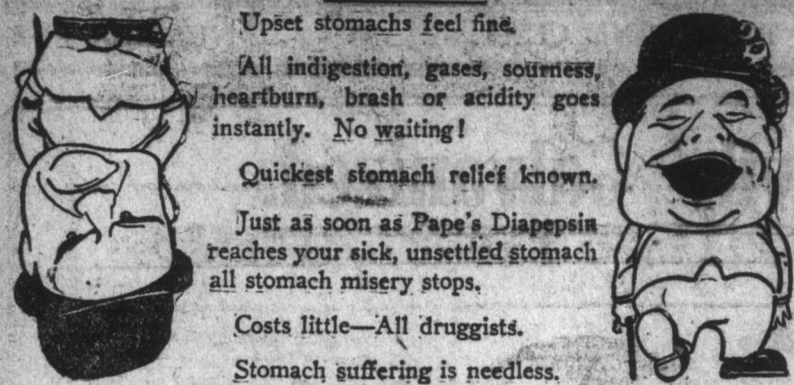 Upset stomachs feel fine.
All indigestion, gases, sourness,
heartburn, brash or acidity goes
instantly. No waiting!
Quickest stomach relief known.
Just as soon as Pape's Diapepsin
reaches your sick, unsettled stomach
all stomach misery stops.
Costs little—All druggists.
Stomach suffering is needless.